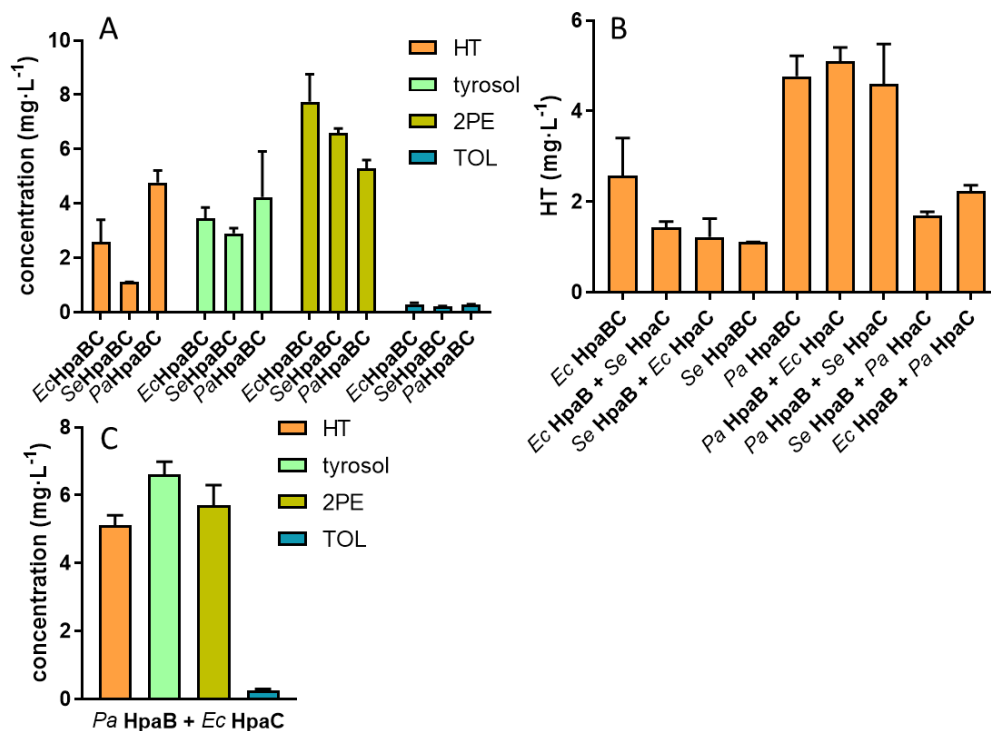 A
concentration (mg·L⁻¹)
10
8
6
4
2
0
HT
tyrosol
2PE
TOL
EcHpaBC
SeHpaBC
PaHpaBC
EcHpaBC
SeHpaBC
PaHpaBC
EcHpaBC
SeHpaBC
PaHpaBC
EcHpaBC
SeHpaBC
PaHpaBC
B
HT (mg·L⁻¹)
6
4
2
0
Ec HpaBC
Ec HpaB + Se HpaC
Se HpaB + Ec HpaC
Se HpaBC
Pa HpaBC
Pa HpaB + Ec HpaC
Pa HpaB + Se HpaC
Se HpaB + Pa HpaC
Ec HpaB + Pa HpaC
C
concentration (mg·L⁻¹)
8
6
4
2
0
HT
tyrosol
2PE
TOL
Pa HpaB + Ec HpaC